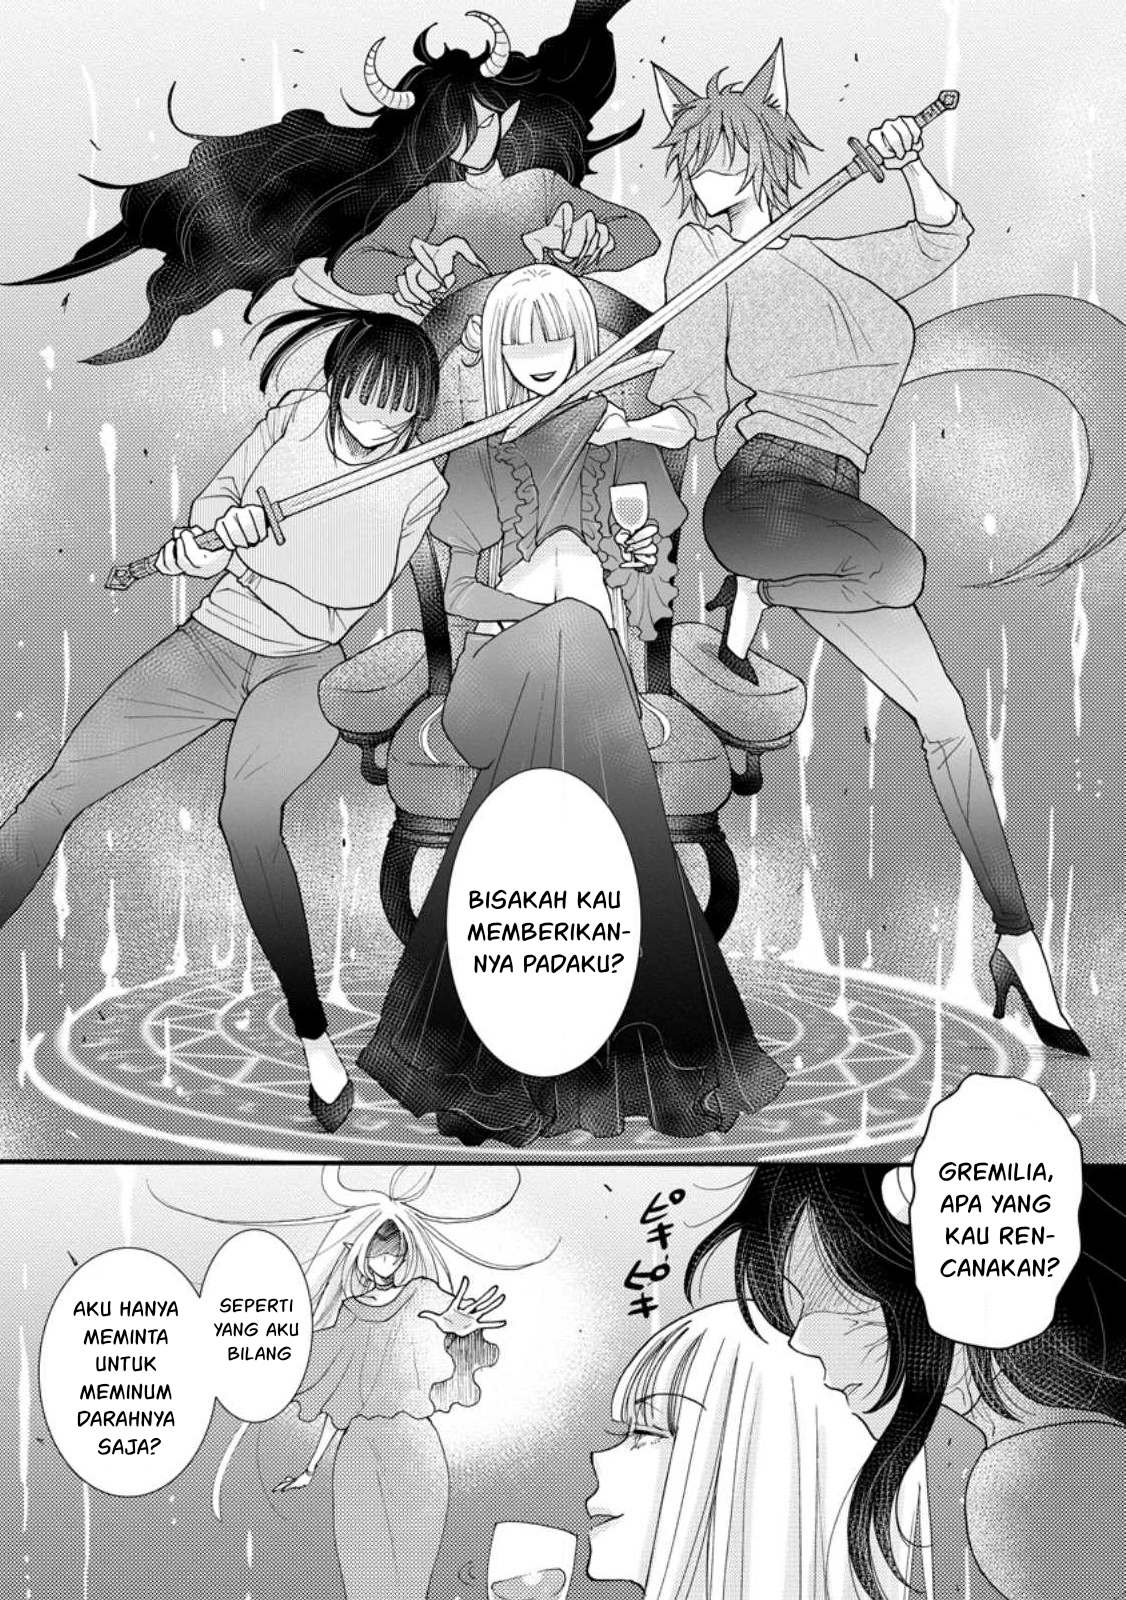 BISAKAH KAU
MEMBERIKAN-
NYA PADAKU?
GREMILIA,
APA YANG
KAU REN-
CANAKAN?
ピキ
ピキ
SEPERTI
YANG AKU
BILANG
AKU HANYA
MEMINTA
UNTUK
MEMINUM
DARAHNYA
SAJA?